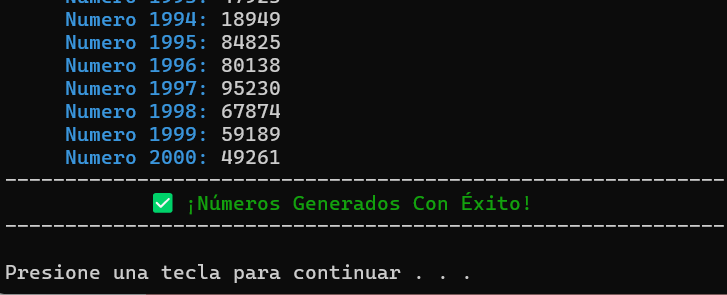 Numero 1994: 18949
Numero 1995: 84825
Numero 1996: 80138
Numero 1997: 95230
Numero 1998: 67874
Numero 1999: 59189
Numero 2000: 49261
------------------------------------------------------------
✅ ¡Números Generados Con Éxito!
------------------------------------------------------------
Presione una tecla para continuar . . .